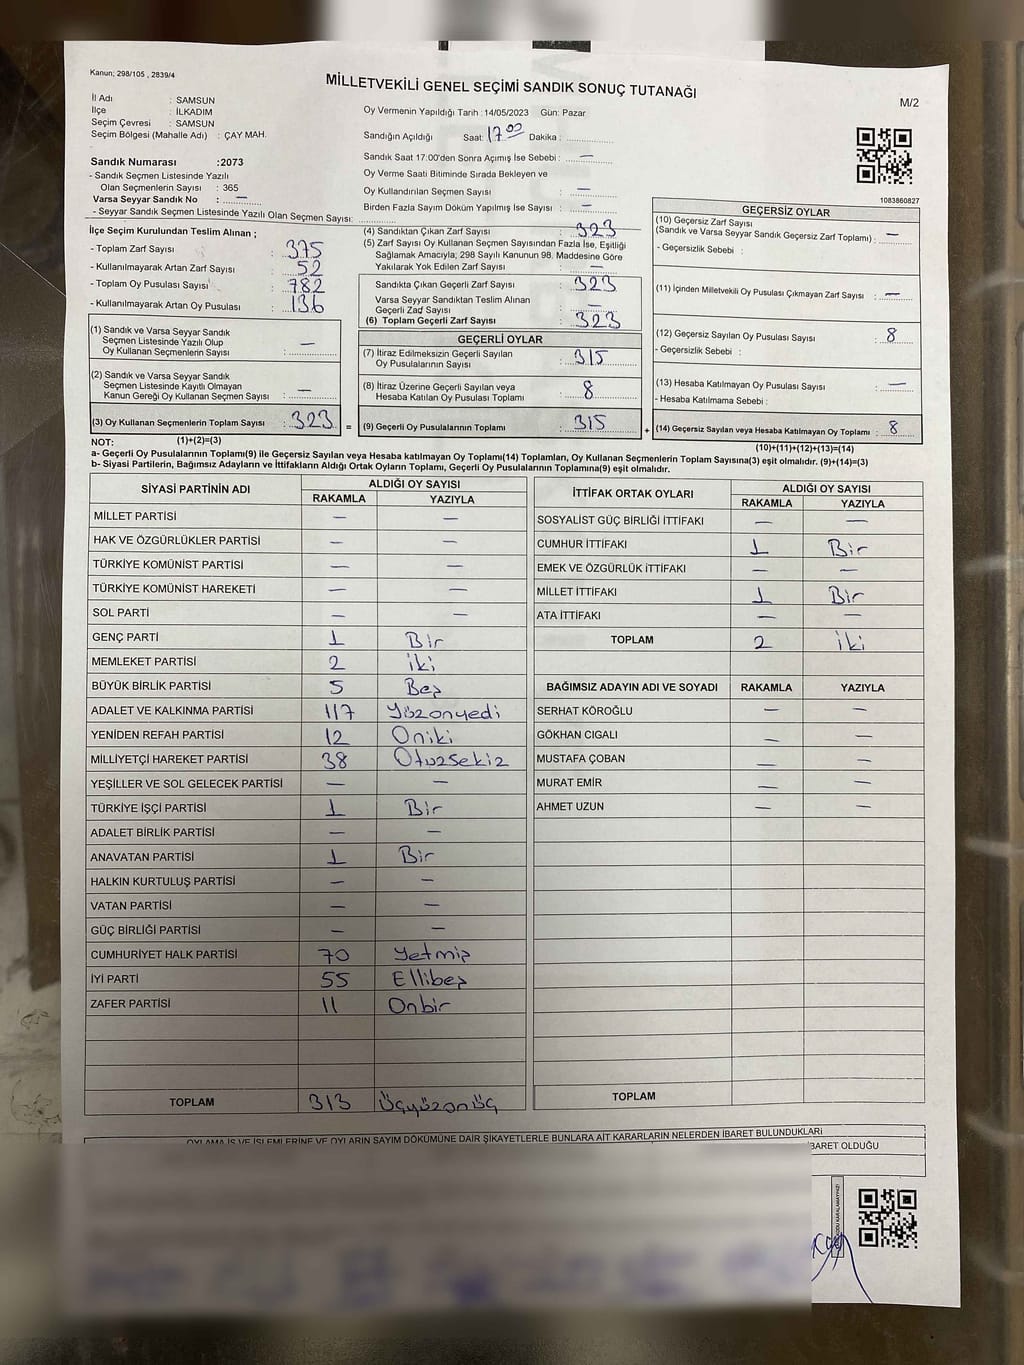 Kanun; 298/105 , 2839/4
MİLLETVEKİLİ GENEL SEÇİMİ SANDIK SONUÇ TUTANAĞI
M/2
İl Adı : SAMSUN
İlçe : İLKADIM
Seçim Çevresi : SAMSUN
Seçim Bölgesi (Mahalle Adı) : ÇAY MAH.
Oy Vermenin Yapıldığı Tarih : 14/05/2023 Gün: Pazar
Sandığın Açıldığı Saat: 17.00 Dakika :
Sandık Saat 17:00'den Sonra Açımış İse Sebebi : —
Oy Verme Saati Bitiminde Sırada Bekleyen ve
Oy Kullandırılan Seçmen Sayısı : —
Birden Fazla Sayım Döküm Yapılmış İse Sayısı : —
Sandık Numarası :2073
- Sandık Seçmen Listesinde Yazılı
Olan Seçmenlerin Sayısı : 365
Varsa Seyyar Sandık No : —
- Seyyar Sandık Seçmen Listesinde Yazılı Olan Seçmen Sayısı:
1083860827
İlçe Seçim Kurulundan Teslim Alınan ;
- Toplam Zarf Sayısı : 375
- Kullanılmayarak Artan Zarf Sayısı : 52
- Toplam Oy Pusulası Sayısı : 782
- Kullanılmayarak Artan Oy Pusulası : 136
(4) Sandıktan Çıkan Zarf Sayısı : 323
(5) Zarf Sayısı Oy Kullanan Seçmen Sayısından Fazla İse, Eşitliği
Sağlamak Amacıyla; 298 Sayılı Kanunun 98. Maddesine Göre
Yakılarak Yok Edilen Zarf Sayısı : —
Sandıkta Çıkan Geçerli Zarf Sayısı : 323
Varsa Seyyar Sandıktan Teslim Alınan
Geçerli Zarf Sayısı : —
(6) Toplam Geçerli Zarf Sayısı : 323
GEÇERSİZ OYLAR
(10) Geçersiz Zarf Sayısı
(Sandık ve Varsa Seyyar Sandık Geçersiz Zarf Toplamı) : —
- Geçersizlik Sebebi :
(11) İçinden Milletvekili Oy Pusulası Çıkmayan Zarf Sayısı : —
(12) Geçersiz Sayılan Oy Pusulası Sayısı : 8
- Geçersizlik Sebebi :
(13) Hesaba Katılmayan Oy Pusulası Sayısı : —
- Hesaba Katılmama Sebebi :
(14) Geçersiz Sayılan veya Hesaba Katılmayan Oy Toplamı : 8
(10)+(11)+(12)+(13)=(14)
(1) Sandık ve Varsa Seyyar Sandık
Seçmen Listesinde Yazılı Olup
Oy Kullanan Seçmenlerin Sayısı : —
(2) Sandık ve Varsa Seyyar Sandık
Seçmen Listesinde Kayıtlı Olmayan
Kanun Gereği Oy Kullanan Seçmen Sayısı : —
(3) Oy Kullanan Seçmenlerin Toplam Sayısı : 323 =
(1)+(2)=(3)
GEÇERLİ OYLAR
(7) İtiraz Edilmeksizin Geçerli Sayılan
Oy Pusulalarının Sayısı : 315
(8) İtiraz Üzerine Geçerli Sayılan veya
Hesaba Katılan Oy Pusulası Toplamı : 8
(9) Geçerli Oy Pusulalarının Toplamı : 315 +
NOT:
a- Geçerli Oy Pusulalarının Toplamı(9) ile Geçersiz Sayılan veya Hesaba katılmayan Oy Toplamı(14) Toplamları, Oy Kullanan Seçmenlerin Toplam Sayısına(3) eşit olmalıdır. (9)+(14)=(3)
b- Siyasi Partilerin, Bağımsız Adayların ve İttifakların Aldığı Ortak Oyların Toplamı, Geçerli Oy Pusulalarının Toplamına(9) eşit olmalıdır.
SİYASİ PARTİNİN ADI ALDIĞI OY SAYISI
RAKAMLA YAZIYLA
MİLLET PARTİSİ — —
HAK VE ÖZGÜRLÜKLER PARTİSİ — —
TÜRKİYE KOMÜNİST PARTİSİ — —
TÜRKİYE KOMÜNİST HAREKETİ — —
SOL PARTİ — —
GENÇ PARTİ 1 Bir
MEMLEKET PARTİSİ 2 İki
BÜYÜK BİRLİK PARTİSİ 5 Beş
ADALET VE KALKINMA PARTİSİ 117 Yüzonyedi
YENİDEN REFAH PARTİSİ 12 Oniki
MİLLİYETÇİ HAREKET PARTİSİ 38 Otuzsekiz
YEŞİLLER VE SOL GELECEK PARTİSİ — —
TÜRKİYE İŞÇİ PARTİSİ 1 Bir
ADALET BİRLİK PARTİSİ — —
ANAVATAN PARTİSİ 1 Bir
HALKIN KURTULUŞ PARTİSİ — —
VATAN PARTİSİ — —
GÜÇ BİRLİĞİ PARTİSİ — —
CUMHURİYET HALK PARTİSİ 70 Yetmiş
İYİ PARTİ 55 Ellibeş
ZAFER PARTİSİ 11 Onbir
TOPLAM 313 Üçyüzonüç
İTTİFAK ORTAK OYLARI ALDIĞI OY SAYISI
RAKAMLA YAZIYLA
SOSYALİST GÜÇ BİRLİĞİ İTTİFAKI — —
CUMHUR İTTİFAKI 1 Bir
EMEK VE ÖZGÜRLÜK İTTİFAKI — —
MİLLET İTTİFAKI 1 Bir
ATA İTTİFAKI — —
TOPLAM 2 İki
BAĞIMSIZ ADAYIN ADI VE SOYADI RAKAMLA YAZIYLA
SERHAT KÖROĞLU — —
GÖKHAN CIGALI — —
MUSTAFA ÇOBAN — —
MURAT EMİR — —
AHMET UZUN — —
TOPLAM
OYLAMA İŞ VE İŞLEMLERİNE VE OYLARIN SAYIM DÖKÜMÜNE DAİR ŞİKAYETLERLE BUNLARA AİT KARARLARIN NELERDEN İBARET BULUNDUKLARI
İBARET OLDUĞU